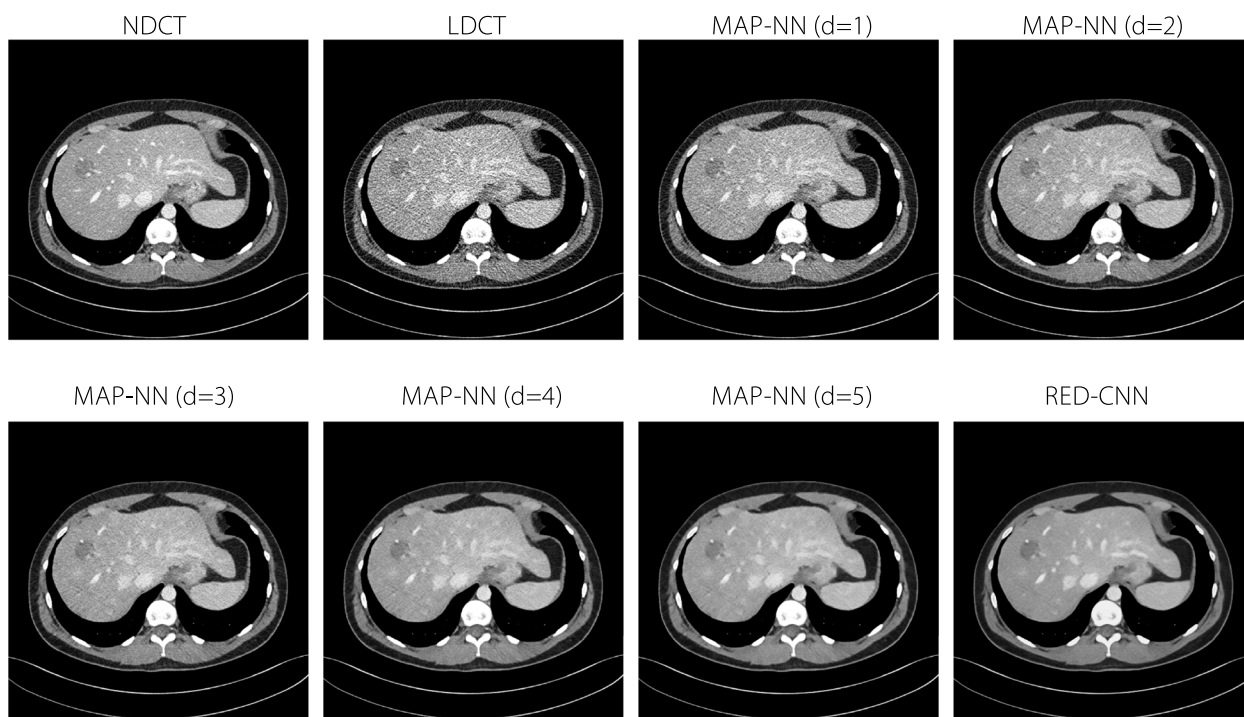 NDCT LDCT MAP-NN (d=1) MAP-NN (d=2)
MAP-NN (d=3) MAP-NN (d=4) MAP-NN (d=5) RED-CNN